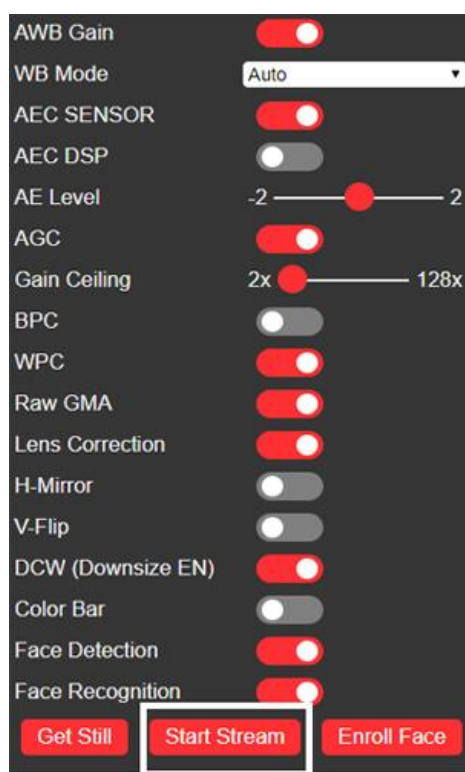 AWB Gain
WB Mode Auto
AEC SENSOR
AEC DSP
AE Level -2 2
AGC
Gain Ceiling 2x 128x
BPC
WPC
Raw GMA
Lens Correction
H-Mirror
V-Flip
DCW (Downsize EN)
Color Bar
Face Detection
Face Recognition
Get Still Start Stream Enroll Face